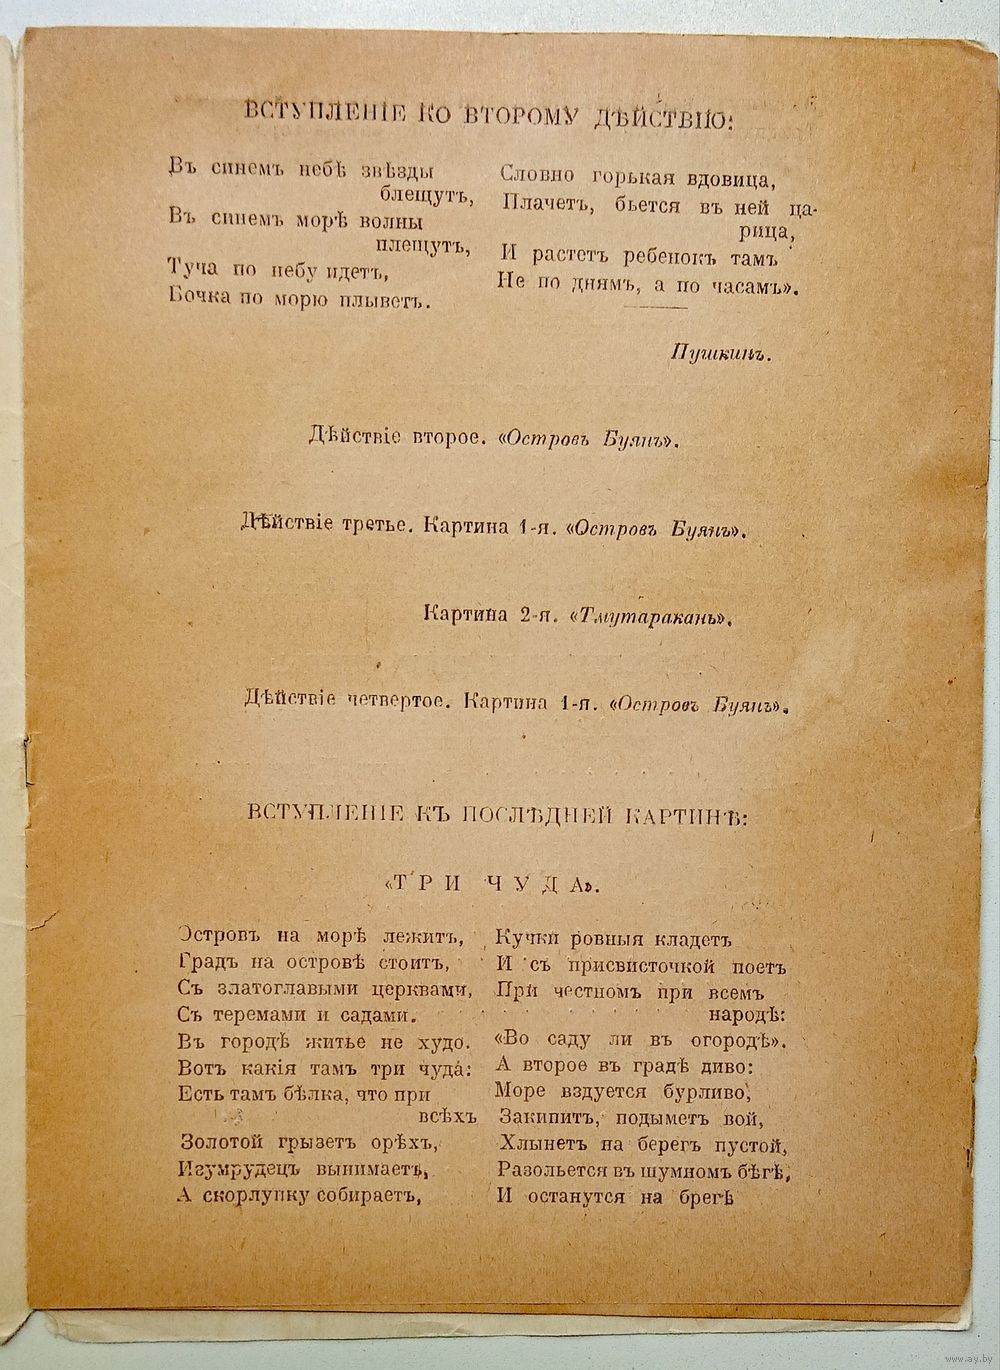 ВСТУПЛЕНІЕ КО ВТОРОМУ ДѢЙСТВІЮ:
Въ синемъ небѣ звѣзды
блещутъ,
Въ синемъ морѣ волны
плещутъ,
Туча по небу идетъ,
Бочка по морю плыветъ.
Словно горькая вдовица,
Плачетъ, бьется въ ней ца-
рица,
И растетъ ребенокъ тамъ
Не по днямъ, а по часамъ».
Пушкинъ.
Дѣйствіе второе. «Островъ Буянъ».
Дѣйствіе третье. Картина 1-я. «Островъ Буянъ».
Картина 2-я. «Тмутаракань».
Дѣйствіе четвертое. Картина 1-я. «Островъ Буянъ».
ВСТУПЛЕНІЕ КЪ ПОСЛѢДНЕЙ КАРТИНѢ:
«ТРИ ЧУДА».
Островъ на морѣ лежитъ,
Градъ на островѣ стоитъ,
Съ златоглавыми церквами,
Съ теремами и садами.
Въ городѣ житье не худо.
Вотъ какія тамъ три чуда:
Есть тамъ бѣлка, что при
всѣхъ
Золотой грызетъ орѣхъ,
Изумрудецъ вынимаетъ,
А скорлупку собираетъ,
Кучки ровныя кладетъ
И съ присвисточкой поетъ
При честномъ при всемъ
народѣ:
«Во саду ли въ огородѣ».
А второе въ градѣ диво:
Море вздуется бурливо,
Закипитъ, подыметъ вой,
Хлынетъ на берегъ пустой,
Разольется въ шумномъ бѣгѣ,
И останутся на брегѣ
www.ay.by